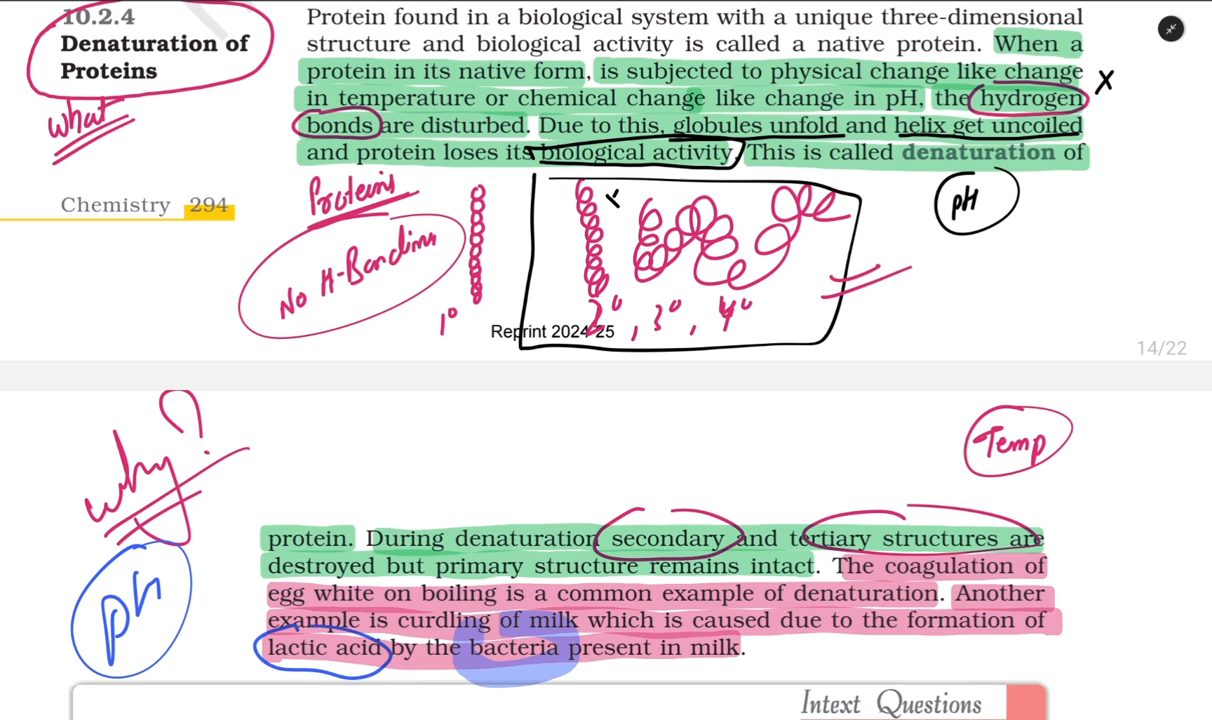 10.2.4
Denaturation of
Proteins
what
Protein found in a biological system with a unique three-dimensional
structure and biological activity is called a native protein. When a
protein in its native form, is subjected to physical change like change
in temperature or chemical change like change in pH, the hydrogen
bonds are disturbed. Due to this, globules unfold and helix get uncoiled
and protein loses its biological activity. This is called denaturation of
Chemistry 294
Proteins
No H-Bonding
1°
2°, 3°, 4°
pH
Reprint 2024-25
14/22
why?
Temp
pH
protein. During denaturation secondary and tertiary structures are
destroyed but primary structure remains intact. The coagulation of
egg white on boiling is a common example of denaturation. Another
example is curdling of milk which is caused due to the formation of
lactic acid by the bacteria present in milk.
Intext Questions